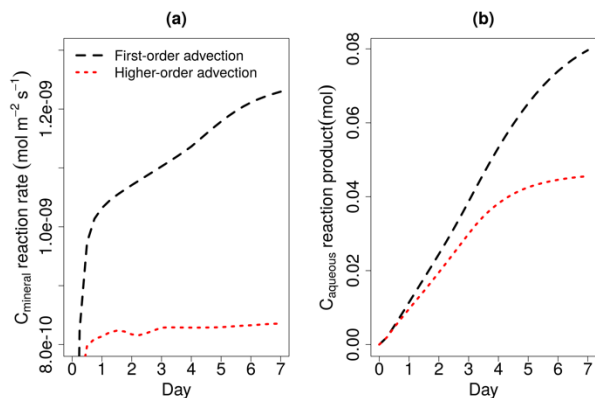 (a)
First-order advection
Higher-order advection
C mineral reaction rate (mol m⁻² s⁻¹)
1.2e-09
1.0e-09
8.0e-10
0 1 2 3 4 5 6 7
Day
(b)
C aqueous reaction product(mol)
0.08
0.06
0.04
0.02
0.00
0 1 2 3 4 5 6 7
Day